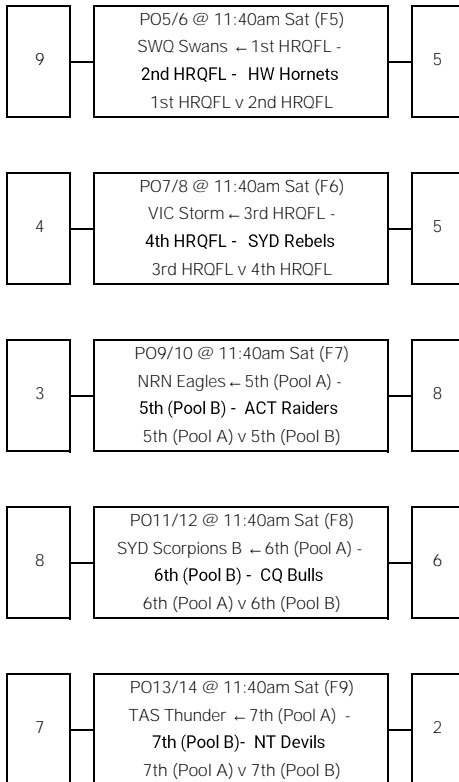 PO5/6 @ 11:40am Sat (F5)
SWQ Swans ←1st HRQFL -
9
2nd HRQFL - HW Hornets
5
1st HRQFL v 2nd HRQFL
PO7/8 @ 11:40am Sat (F6)
VIC Storm ← 3rd HRQFL -
4
4th HRQFL - SYD Rebels
5
3rd HRQFL v 4th HRQFL
PO9/10 @ 11:40am Sat (F7)
NRN Eagles ← 5th (Pool A) -
3
5th (Pool B) - ACT Raiders
8
5th (Pool A) v 5th (Pool B)
PO11/12 @ 11:40am Sat (F8)
SYD Scorpions B ←6th (Pool A) -
8
6th (Pool B) - CQ Bulls
6
6th (Pool A) v 6th (Pool B)
PO13/14 @ 11:40am Sat (F9)
TAS Thunder ←7th (Pool A) -
7
7th (Pool B)- NT Devils
2
7th (Pool A) v 7th (Pool B)